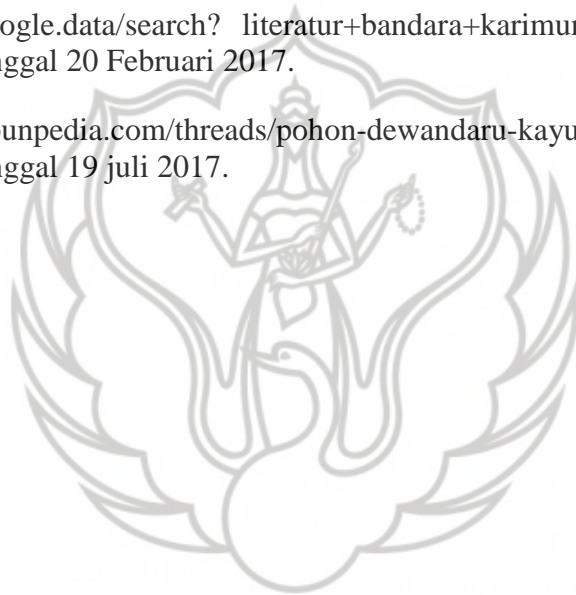 ogle.data/search? literatur+bandara+karimun
nggal 20 Februari 2017.
bunpedia.com/threads/pohon-dewandaru-kayu
nggal 19 juli 2017.